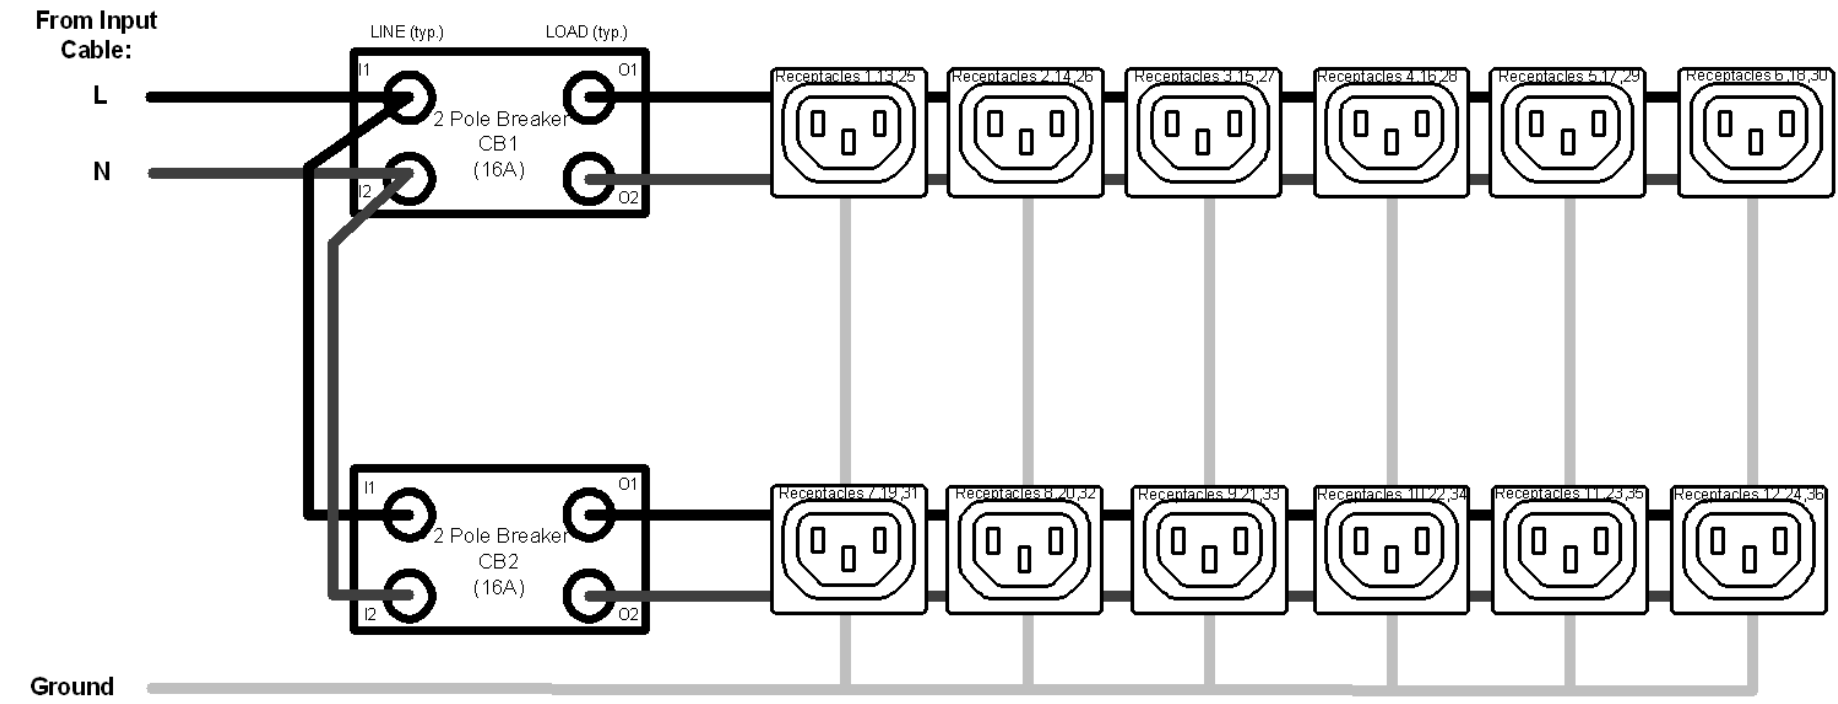 From Input
Cable:
LINE (typ.)
LOAD (typ.)
L
I1
O1
2 Pole Breaker
CB1
(16A)
N
I2
O2
Receptacles 1,13,25
Receptacles 2,14,26
Receptacles 3,15,27
Receptacles 4,16,28
Receptacles 5,17,29
Receptacles 6,18,30
I1
O1
2 Pole Breaker
CB2
(16A)
I2
O2
Receptacles 7,19,31
Receptacles 8,20,32
Receptacles 9,21,33
Receptacles 10,22,34
Receptacles 11,23,35
Receptacles 12,24,36
Ground